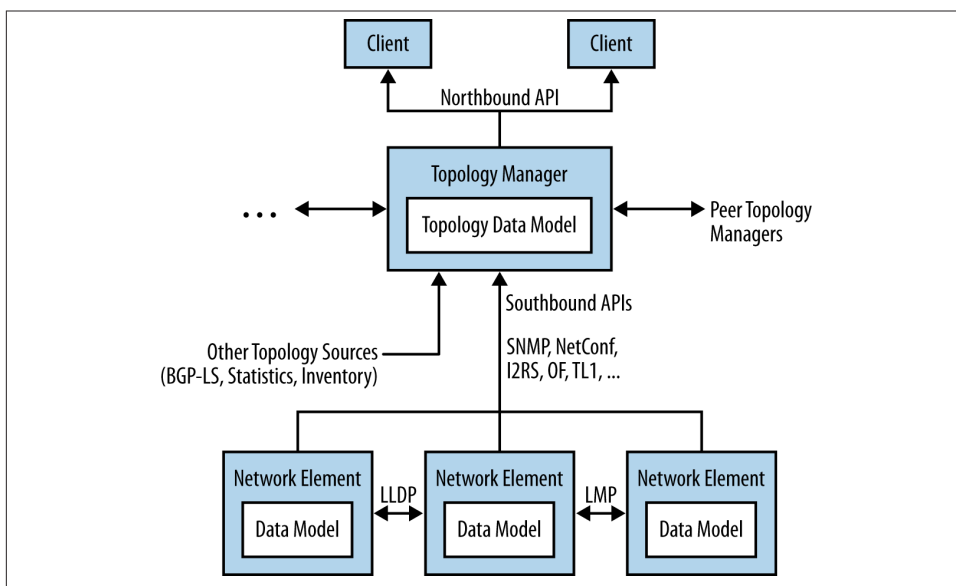 Client
Client
Northbound API
Topology Manager
Topology Data Model
...
Peer Topology
Managers
Southbound APIs
Other Topology Sources
(BGP-LS, Statistics, Inventory)
SNMP, NetConf,
I2RS, OF, TL1, ...
Network Element
LLDP
Network Element
LMP
Network Element
Data Model
Data Model
Data Model